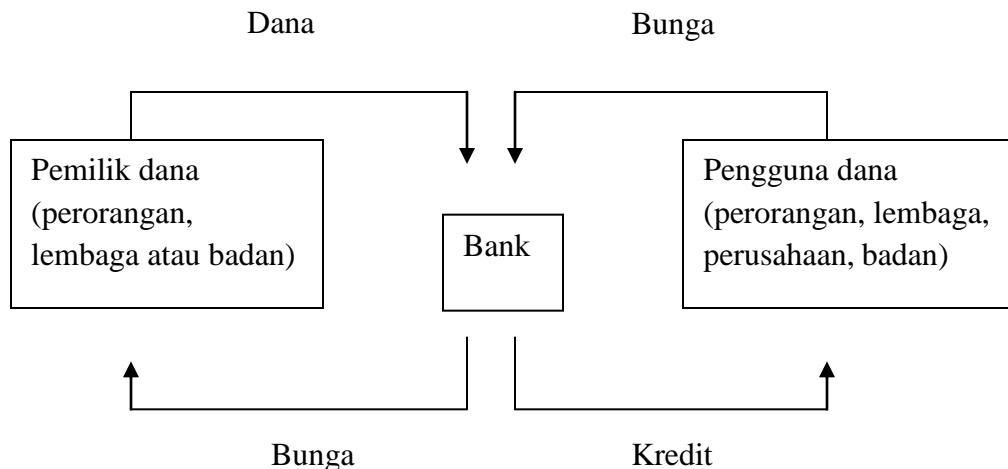 Dana
Bunga
Pemilik dana
(perorangan,
lembaga atau badan)
Bank
Pengguna dana
(perorangan, lembaga,
perusahaan, badan)
Bunga
Kredit